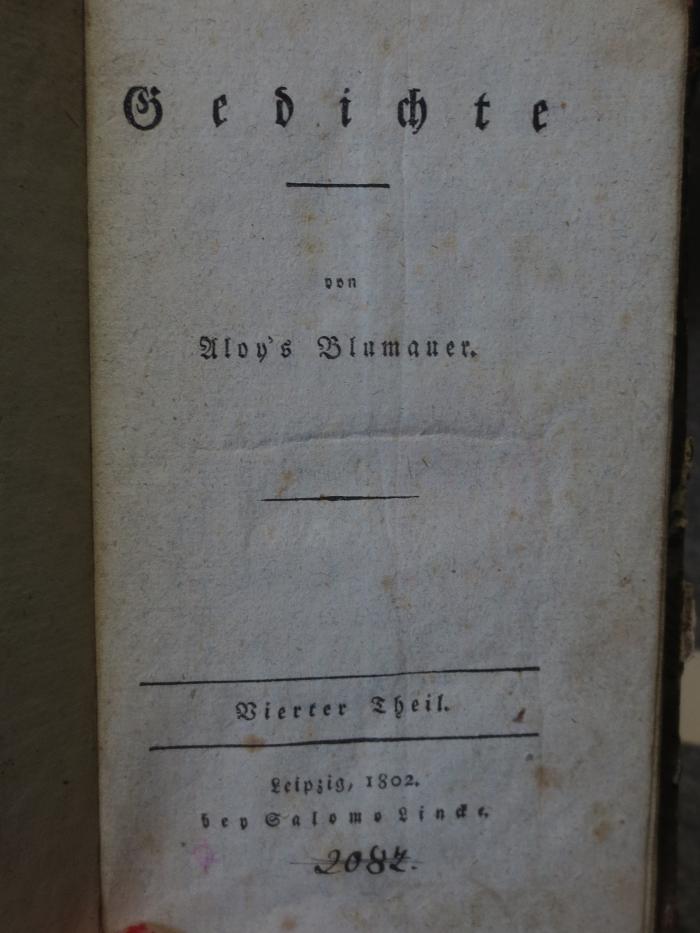 Gedichte
von
Aloy's Blumauer.
Vierter Theil.
Leipzig, 1802.
bey Salomo Lincke.
2082.